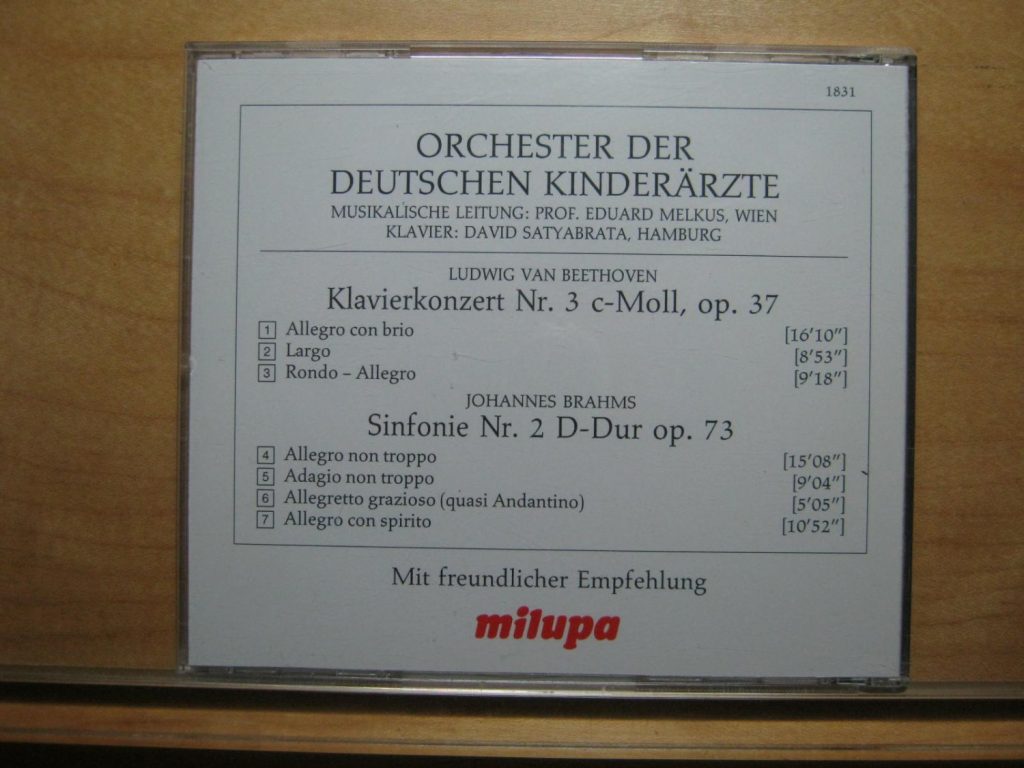 1831
ORCHESTER DER
DEUTSCHEN KINDERÄRZTE
MUSIKALISCHE LEITUNG: PROF. EDUARD MELKUS, WIEN
KLAVIER: DAVID SATYABRATA, HAMBURG
LUDWIG VAN BEETHOVEN
Klavierkonzert Nr. 3 c-Moll, op. 37
1 Allegro con brio [16'10"]
2 Largo [8'53"]
3 Rondo – Allegro [9'18"]
JOHANNES BRAHMS
Sinfonie Nr. 2 D-Dur op. 73
4 Allegro non troppo [15'08"]
5 Adagio non troppo [9'04"]
6 Allegretto grazioso (quasi Andantino) [5'05"]
7 Allegro con spirito [10'52"]
Mit freundlicher Empfehlung
milupa